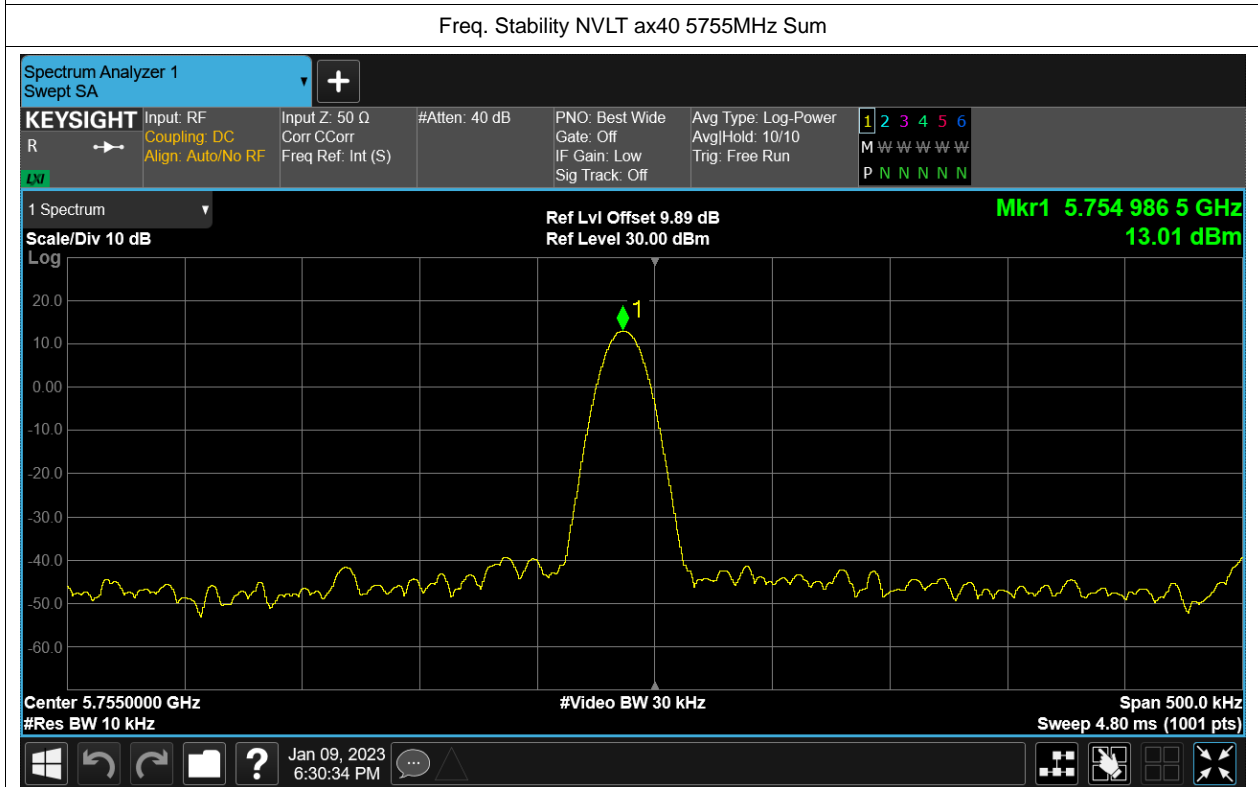 Freq. Stability NVLT ax40 5755MHz Sum
Spectrum Analyzer 1
Swept SA
KEYSIGHT
R
LXI
Input: RF
Coupling: DC
Align: Auto/No RF
Input Z: 50 Ω
Corr CCorr
Freq Ref: Int (S)
#Atten: 40 dB
PNO: Best Wide
Gate: Off
IF Gain: Low
Sig Track: Off
Avg Type: Log-Power
Avg|Hold: 10/10
Trig: Free Run
1 2 3 4 5 6
M W W W W W
P N N N N N
1 Spectrum
Scale/Div 10 dB
Ref Lvl Offset 9.89 dB
Ref Level 30.00 dBm
Mkr1 5.754 986 5 GHz
13.01 dBm
Log
1
20.0
10.0
0.00
-10.0
-20.0
-30.0
-40.0
-50.0
-60.0
Center 5.7550000 GHz
#Video BW 30 kHz
Span 500.0 kHz
#Res BW 10 kHz
Sweep 4.80 ms (1001 pts)
?
Jan 09, 2023
6:30:34 PM